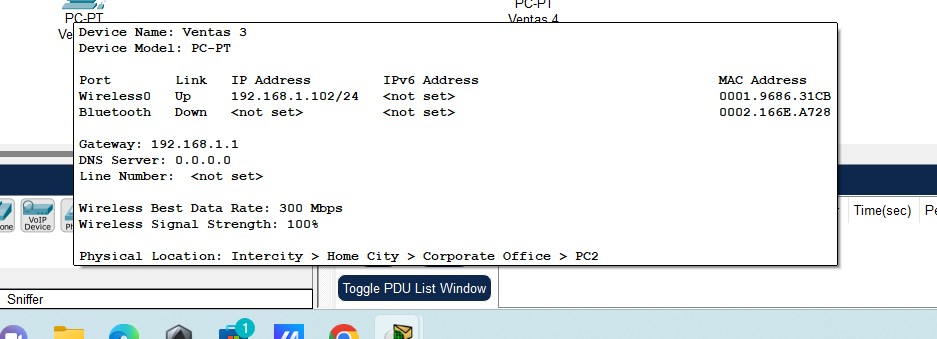 PC-PT
PC-PT
Ve
Ventas 4
Device Name: Ventas 3
Device Model: PC-PT
Port Link IP Address IPv6 Address MAC Address
Wireless0 Up 192.168.1.102/24 <not set> 0001.9686.31CB
Bluetooth Down <not set> <not set> 0002.166E.A728
Gateway: 192.168.1.1
DNS Server: 0.0.0.0
Line Number: <not set>
Wireless Best Data Rate: 300 Mbps
Wireless Signal Strength: 100%
Physical Location: Intercity > Home City > Corporate Office > PC2
one
VoIP
Device
Ph
Time(sec)
Pe
Sniffer
Toggle PDU List Window
1